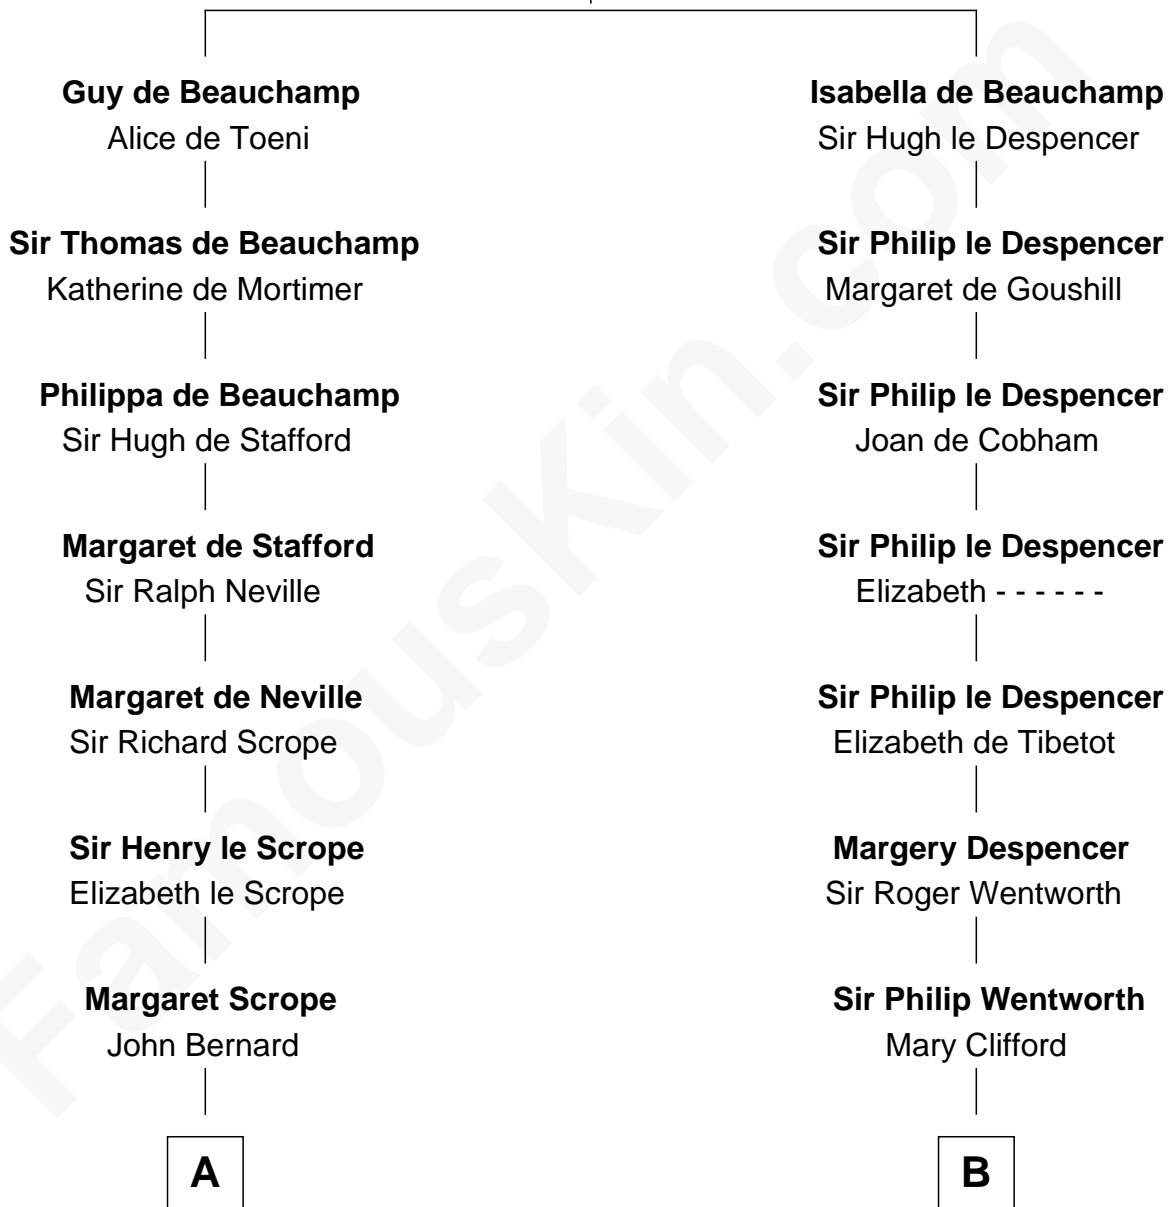 Guy de Beauchamp
Alice de Toeni
Sir Thomas de Beauchamp
Katherine de Mortimer
Philippa de Beauchamp
Sir Hugh de Stafford
Margaret de Stafford
Sir Ralph Neville
Margaret de Neville
Sir Richard Scrope
Sir Henry le Scrope
Elizabeth le Scrope
Margaret Scrope
John Bernard
A
Isabella de Beauchamp
Sir Hugh le Despencer
Sir Philip le Despencer
Margaret de Goushill
Sir Philip le Despencer
Joan de Cobham
Sir Philip le Despencer
Elizabeth - - - - - -
Sir Philip le Despencer
Elizabeth de Tibetot
Margery Despencer
Sir Roger Wentworth
Sir Philip Wentworth
Mary Clifford
B
FamousKin.com